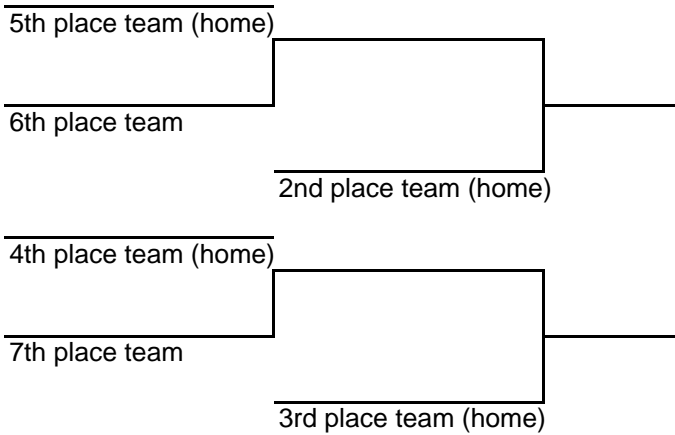 5th place team (home)
6th place team
2nd place team (home)
4th place team (home)
7th place team
3rd place team (home)